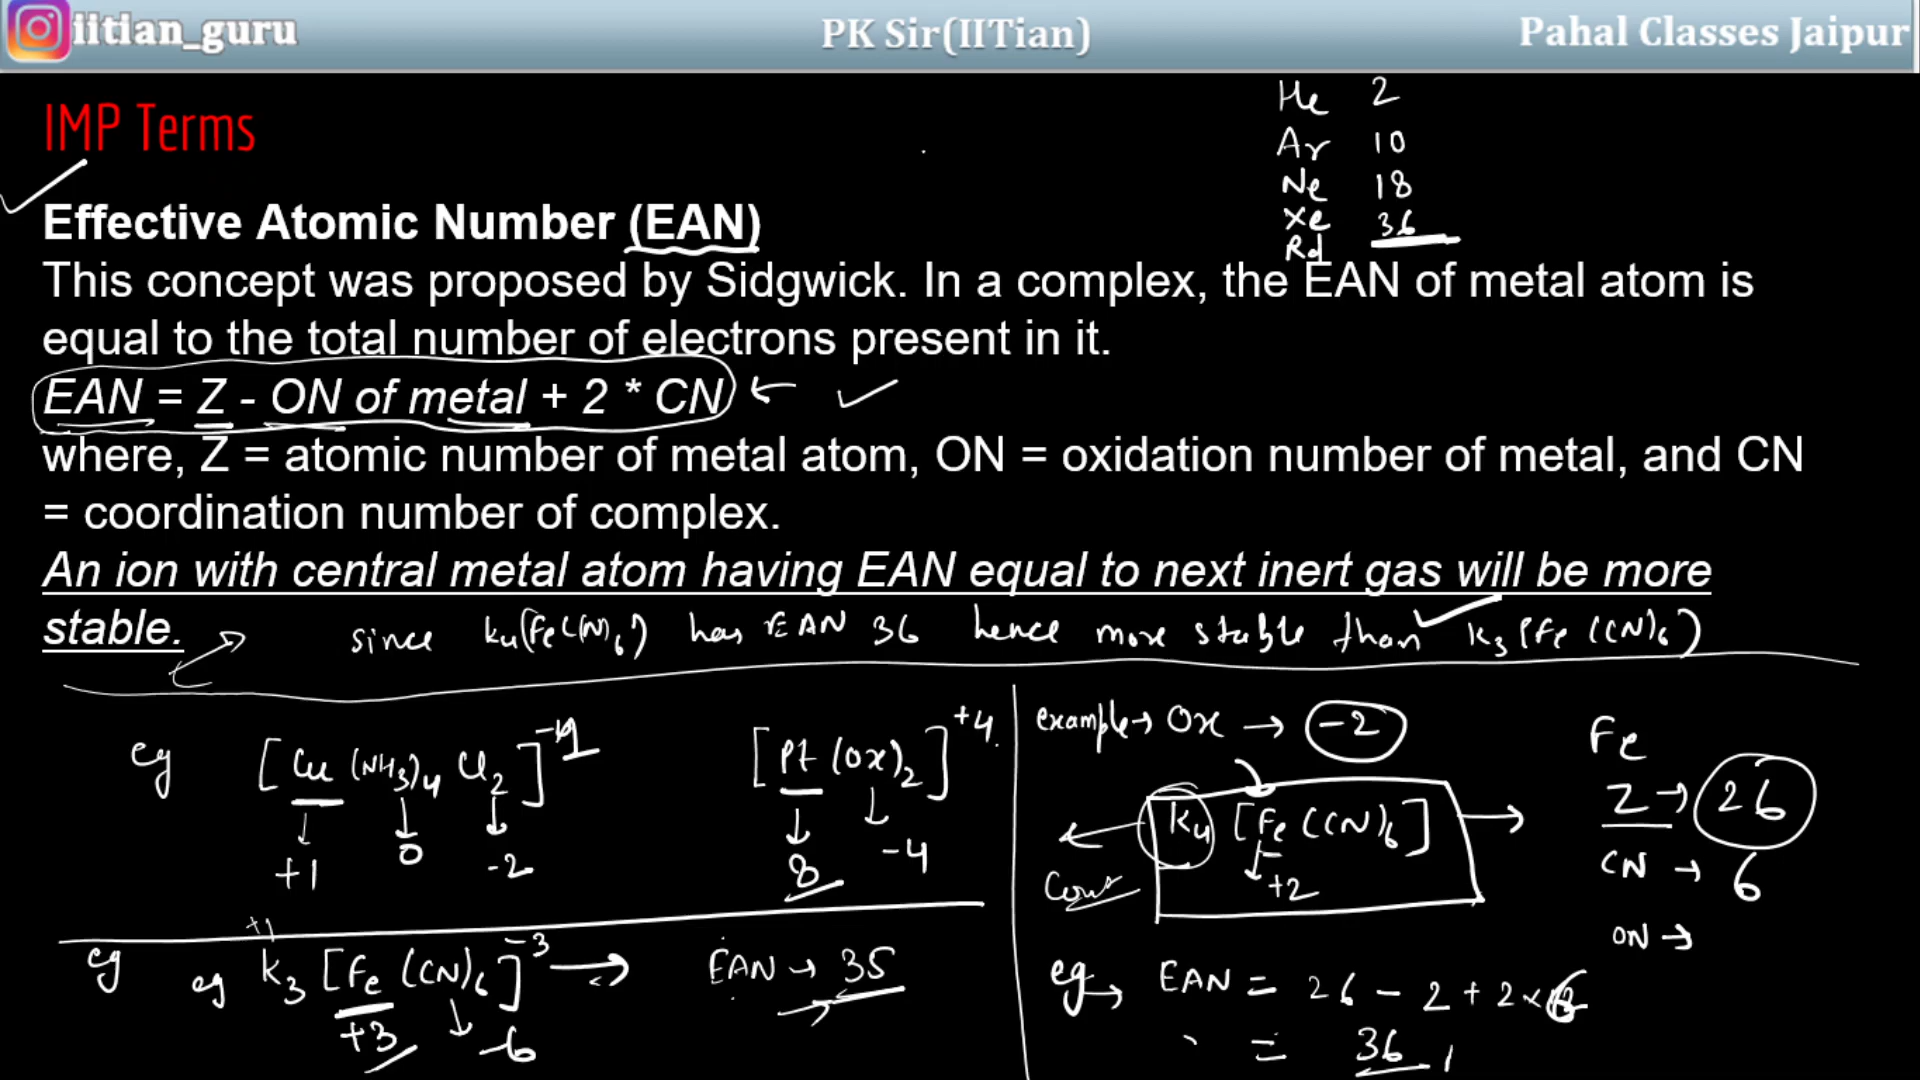 iitian_guru PK Sir(IITian) Pahal Classes Jaipur
He 2
IMP Terms
Ar 10
Ne 18
Xe 36
Rd
Effective Atomic Number (EAN)
This concept was proposed by Sidgwick. In a complex, the EAN of metal atom is
equal to the total number of electrons present in it.
EAN = Z - ON of metal + 2 * CN
where, Z = atomic number of metal atom, ON = oxidation number of metal, and CN
= coordination number of complex.
An ion with central metal atom having EAN equal to next inert gas will be more
stable.
since K4(Fe(CN)6) has EAN 36 hence more stable than K3[Fe(CN)6)
eg [Cu (NH3)4 Cl2]
+1 0 -2
[Pt (Ox)2]+4
8 -4
eg
eg K3 [Fe (CN)6]-3 → EAN → 35
+1
+3 -6
example → Ox → -2
K4 [Fe (CN)6]
+2
Fe
Z → 26
CN → 6
ON →
eg → EAN = 26 - 2 + 2 × 6
= 36